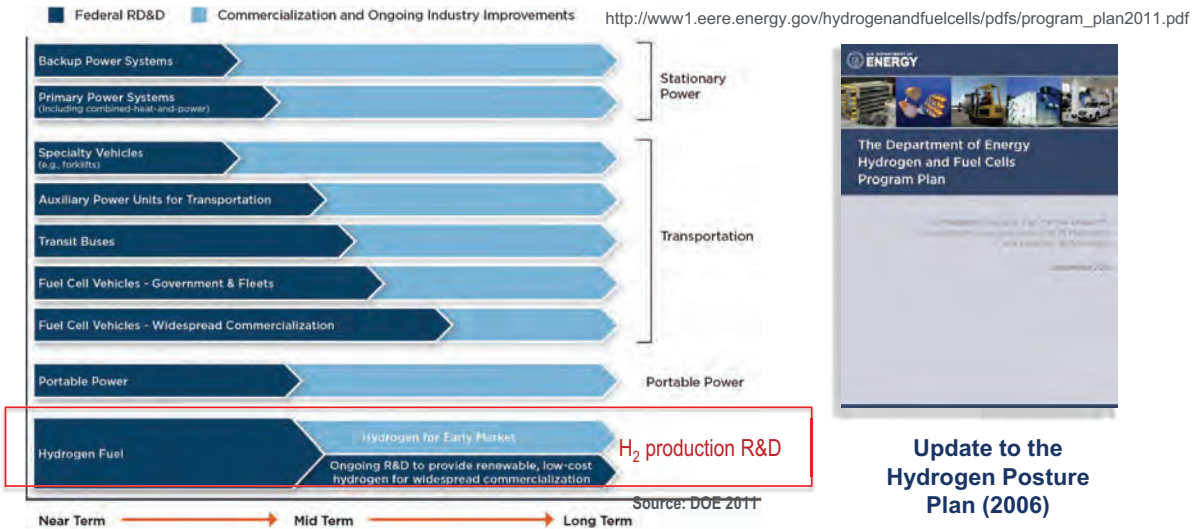 Federal RD&D
Commercialization and Ongoing Industry Improvements
http://www1.eere.energy.gov/hydrogenandfuelcells/pdfs/program_plan2011.pdf
Backup Power Systems
Primary Power Systems
(including combined-heat-and-power)
Stationary
Power
Specialty Vehicles
(e.g., forklifts)
Auxiliary Power Units for Transportation
Transit Buses
Fuel Cell Vehicles - Government & Fleets
Fuel Cell Vehicles - Widespread Commercialization
Transportation
Portable Power
Portable Power
Hydrogen Fuel
Hydrogen for Early Market
Ongoing R&D to provide renewable, low-cost
hydrogen for widespread commercialization
H₂ production R&D
Source: DOE 2011
Near Term
Mid Term
Long Term
ENERGY
The Department of Energy
Hydrogen and Fuel Cells
Program Plan
Update to the
Hydrogen Posture
Plan (2006)